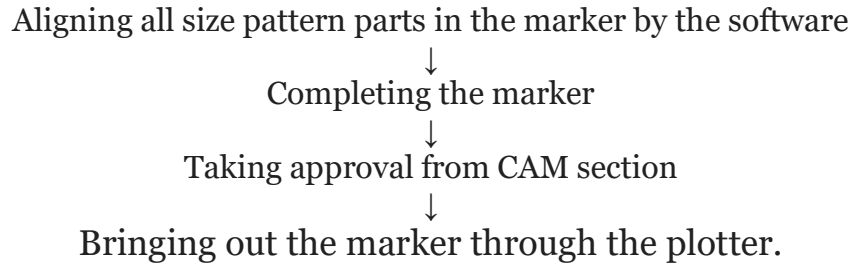 Aligning all size pattern parts in the marker by the software
↓
Completing the marker
↓
Taking approval from CAM section
↓
Bringing out the marker through the plotter.